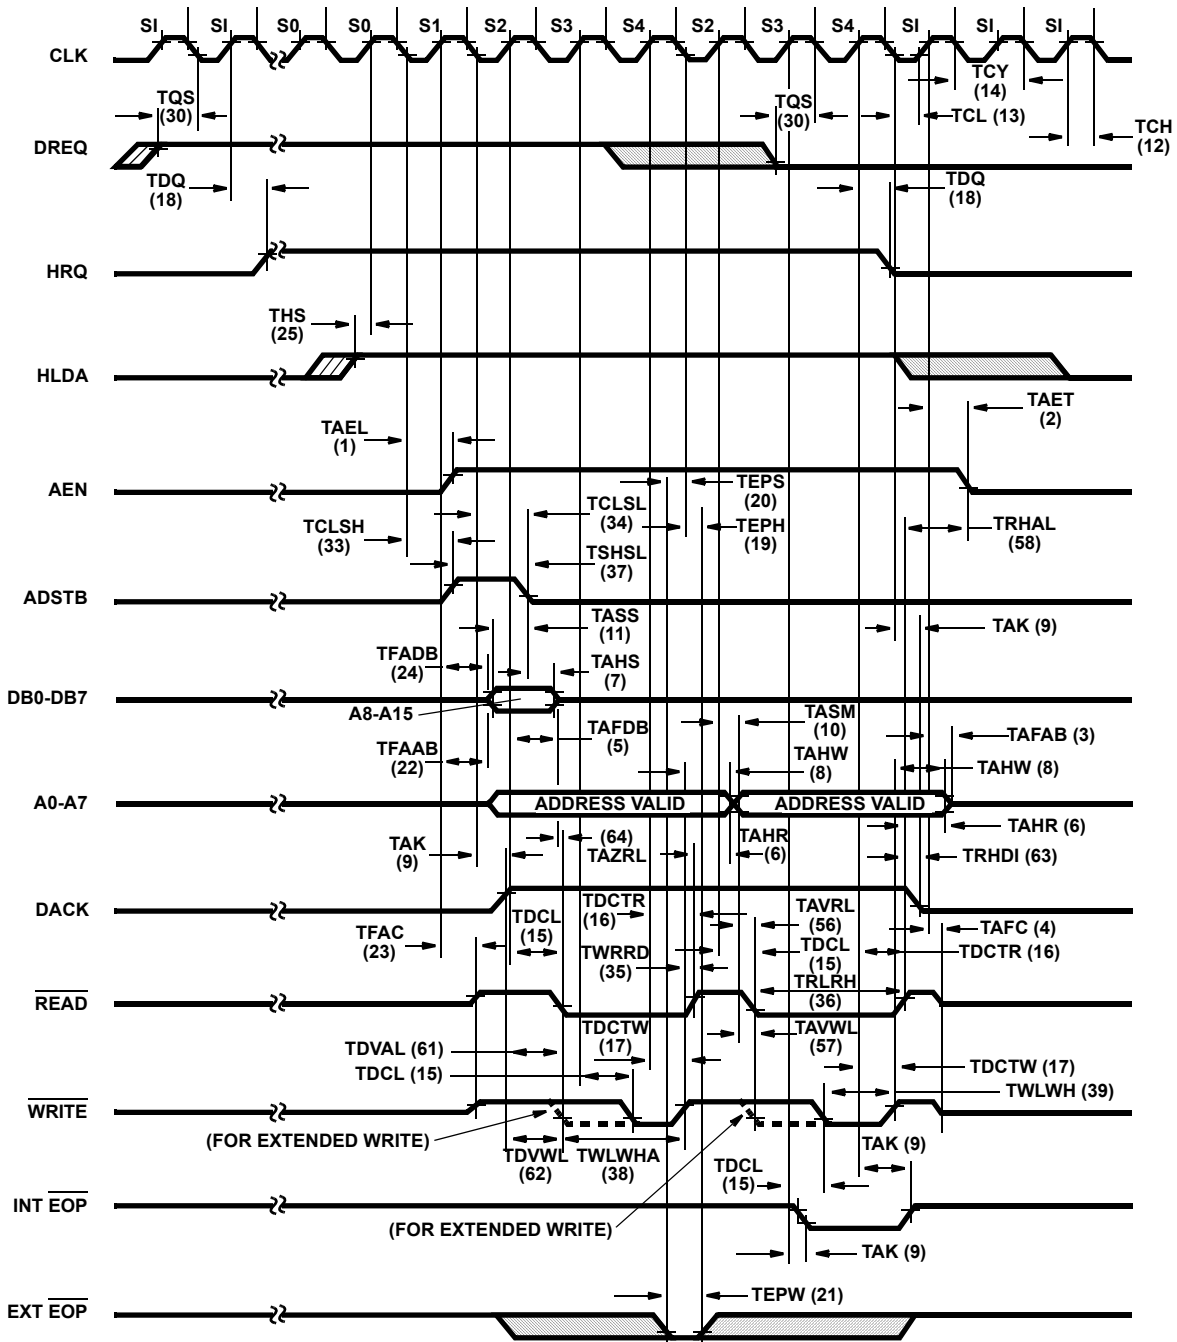 SI SI S0 S0 S1 S2 S3 S4 S2 S3 S4 SI SI SI
CLK
TCY
(14)
TQS
(30)
TQS
(30)
TCL (13)
TCH
(12)
DREQ
TDQ
(18)
TDQ
(18)
HRQ
THS
(25)
HLDA
TAET
(2)
TAEL
(1)
AEN
TEPS
(20)
TCLSL
(34)
TEPH
(19)
TRHAL
(58)
TCLSH
(33)
TSHSL
(37)
ADSTB
TASS
(11)
TAK (9)
TFADB
(24)
TAHS
(7)
DB0-DB7
A8-A15
TAFDB
(5)
TASM
(10)
TAFAB (3)
TFAAB
(22)
TAHW
(8)
TAHW (8)
A0-A7
ADDRESS VALID ADDRESS VALID
TAHR (6)
TAK
(9)
(64)
TAZRL
TAHR
(6)
TRHDI (63)
DACK
TDCTR
(16)
TAVRL
(56)
TAFC (4)
TFAC
(23)
TDCL
(15)
TWRRD
(35)
TDCL
(15)
TDCTR (16)
READ
TRLRH
(36)
TDCTW
(17)
TAVWL
(57)
TDVAL (61)
TDCTW (17)
TDCL (15)
TWLWH (39)
WRITE
(FOR EXTENDED WRITE)
TDVWL
(62)
TWLWHA
(38)
TDCL
(15)
TAK (9)
INT EOP
(FOR EXTENDED WRITE)
TAK (9)
TEPW (21)
EXT EOP